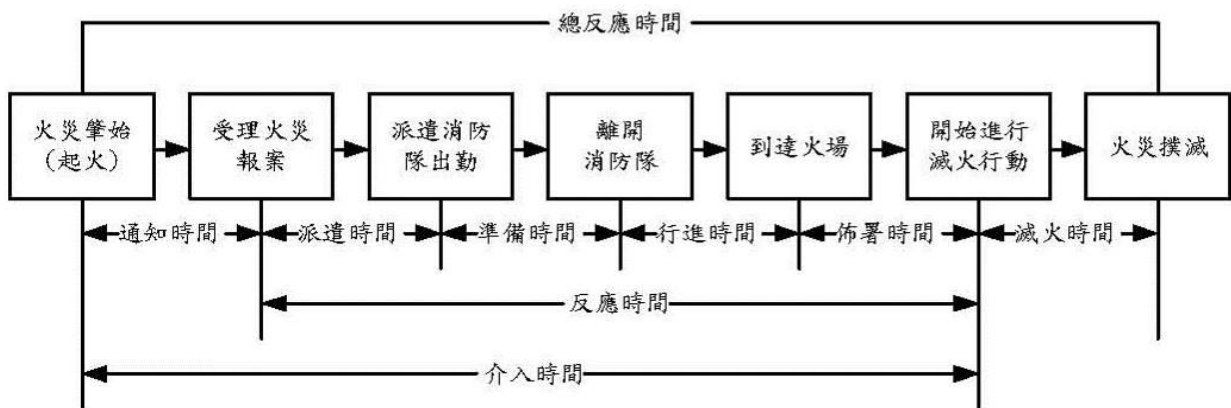 總反應時間
火災肇始
(起火)
受理火災
報案
派遣消防
隊出勤
離開
消防隊
到達火場
開始進行
滅火行動
火災撲滅
通知時間
派遣時間
準備時間
行進時間
佈署時間
滅火時間
反應時間
介入時間